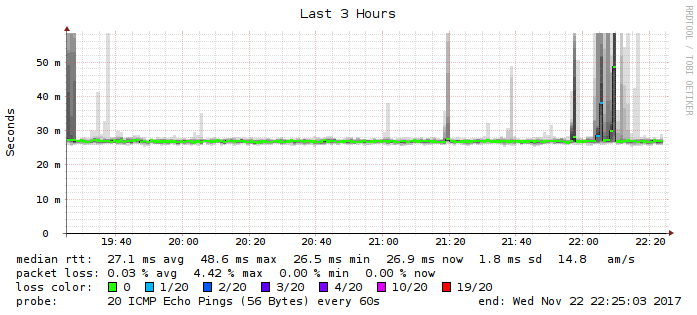 Last 3 Hours
RRDTOOL / TOBI OETIKER
Seconds
50 m
40 m
30 m
20 m
10 m
0
19:40 20:00 20:20 20:40 21:00 21:20 21:40 22:00 22:20
median rtt: 27.1 ms avg 48.6 ms max 26.5 ms min 26.9 ms now 1.8 ms sd 14.8 am/s
packet loss: 0.03 % avg 4.42 % max 0.00 % min 0.00 % now
loss color: 0 1/20 2/20 3/20 4/20 10/20 19/20
probe: 20 ICMP Echo Pings (56 Bytes) every 60s end: Wed Nov 22 22:25:03 2017